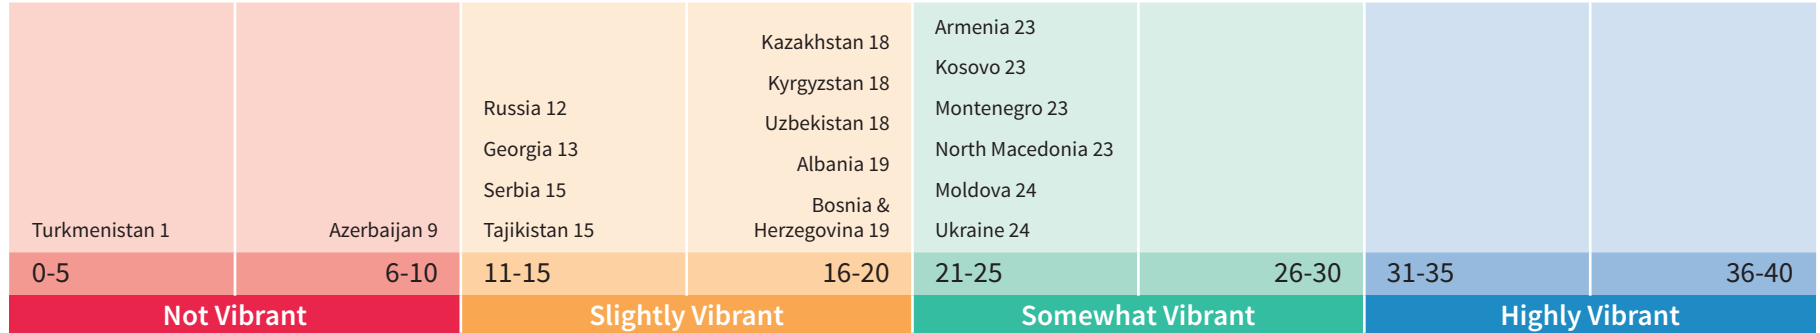 Turkmenistan 1
Azerbaijan 9
Russia 12
Georgia 13
Serbia 15
Tajikistan 15
Kazakhstan 18
Kyrgyzstan 18
Uzbekistan 18
Albania 19
Bosnia &
Herzegovina 19
Armenia 23
Kosovo 23
Montenegro 23
North Macedonia 23
Moldova 24
Ukraine 24
0-5
6-10
11-15
16-20
21-25
26-30
31-35
36-40
Not Vibrant
Slightly Vibrant
Somewhat Vibrant
Highly Vibrant